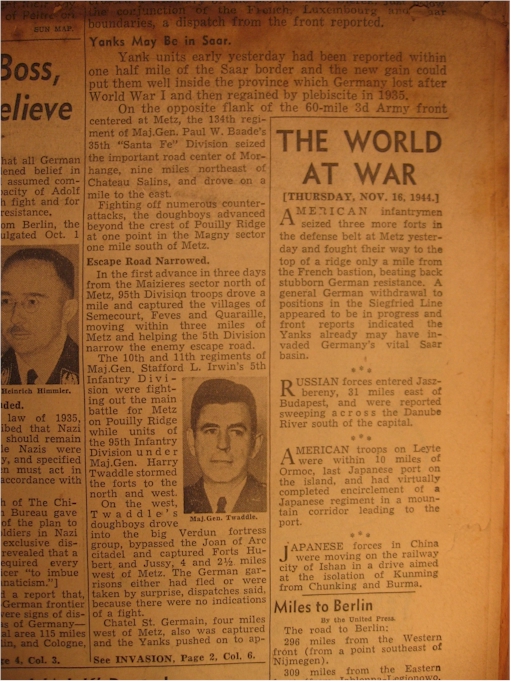 the conjunction of the French, Luxembourg and
boundaries, a dispatch from the front reported.
SUN MAP.
Boss,
elieve
hat all German
ened belief in
assumed com-
pacity of Adolf
h fight and for
resistance.
om Berlin, the
ulgated Oct. 1
Heinrich Himmler.
ded.
law of 1935,
ibed that Nazi
should remain
le Nazis were
y, and specified
n must act in
accordance with
h of The Chi-
n Bureau gave
of the plan to
oldiers in Nazi
exclusive dis-
revealed that a
equired every
cer "to imbue
naticism."]
a report that,
German frontier
were signs of dis-
as of Germany—
al area 115 miles
lin, and Cologne,
ge 4, Col. 3.
Yanks May Be in Saar.
Yank units early yesterday had been reported within
one half mile of the Saar border and the new gain could
put them well inside the province which Germany lost after
World War I and then regained by plebiscite in 1935.
On the opposite flank of the 60-mile 3d Army front
centered at Metz, the 134th regi-
ment of Maj.Gen. Paul W. Baade's
35th "Santa Fe" Division seized
the important road center of Mor-
hange, nine miles northeast of
Chateau Salins, and drove on a
mile to the east.
Fighting off numerous counter-
attacks, the doughboys advanced
beyond the crest of Pouilly Ridge
at one point in the Magny sector
one mile south of Metz.
Escape Road Narrowed.
In the first advance in three days
from the Maizieres sector north of
Metz, 95th Division troops drove a
mile and captured the villages of
Semecourt, Feves and Quaraille,
moving within three miles of
Metz and helping the 5th Division
narrow the enemy escape road.
The 10th and 11th regiments of
Maj.Gen. Stafford L. Irwin's 5th
Infantry Divi-
sion were fight-
ing out the main
battle for Metz
on Pouilly Ridge
while units of
the 95th Infantry
Division under
Maj.Gen. Harry
Twaddle stormed
the forts to the
north and west.
On the west,
Twaddle's
doughboys drove
Maj.Gen. Twaddle.
into the big Verdun fortress
group, bypassed the Joan of Arc
citadel and captured Forts Hu-
bert and Jussy, 4 and 2½ miles
west of Metz. The German gar-
risons either had fled or were
taken by surprise, dispatches said,
because there were no indications
of a fight.
Chatel St. Germain, four miles
west of Metz, also was captured
and the Yanks pushed on to ap-
See INVASION, Page 2, Col. 6.
THE WORLD
AT WAR
[THURSDAY, NOV. 16, 1944.]
AMERICAN infantrymen
seized three more forts in
the defense belt at Metz yester-
day and fought their way to the
top of a ridge only a mile from
the French bastion, beating back
stubborn German resistance. A
general German withdrawal to
positions in the Siegfried Line
appeared to be in progress and
front reports indicated the
Yanks already may have in-
vaded Germany's vital Saar
basin.
* * *
RUSSIAN forces entered Jasz-
bereny, 31 miles east of
Budapest, and were reported
sweeping across the Danube
River south of the capital.
* * *
AMERICAN troops on Leyte
were within 10 miles of
Ormoc, last Japanese port on
the island, and had virtually
completed encirclement of a
Japanese regiment in a moun-
tain corridor leading to the
port.
* * *
JAPANESE forces in China
were moving on the railway
city of Ishan in a drive aimed
at the isolation of Kunming
from Chunking and Burma.
Miles to Berlin
By the United Press
The road to Berlin:
296 miles from the Western
front (from a point southeast of
Nijmegen).
309 miles from the Eastern